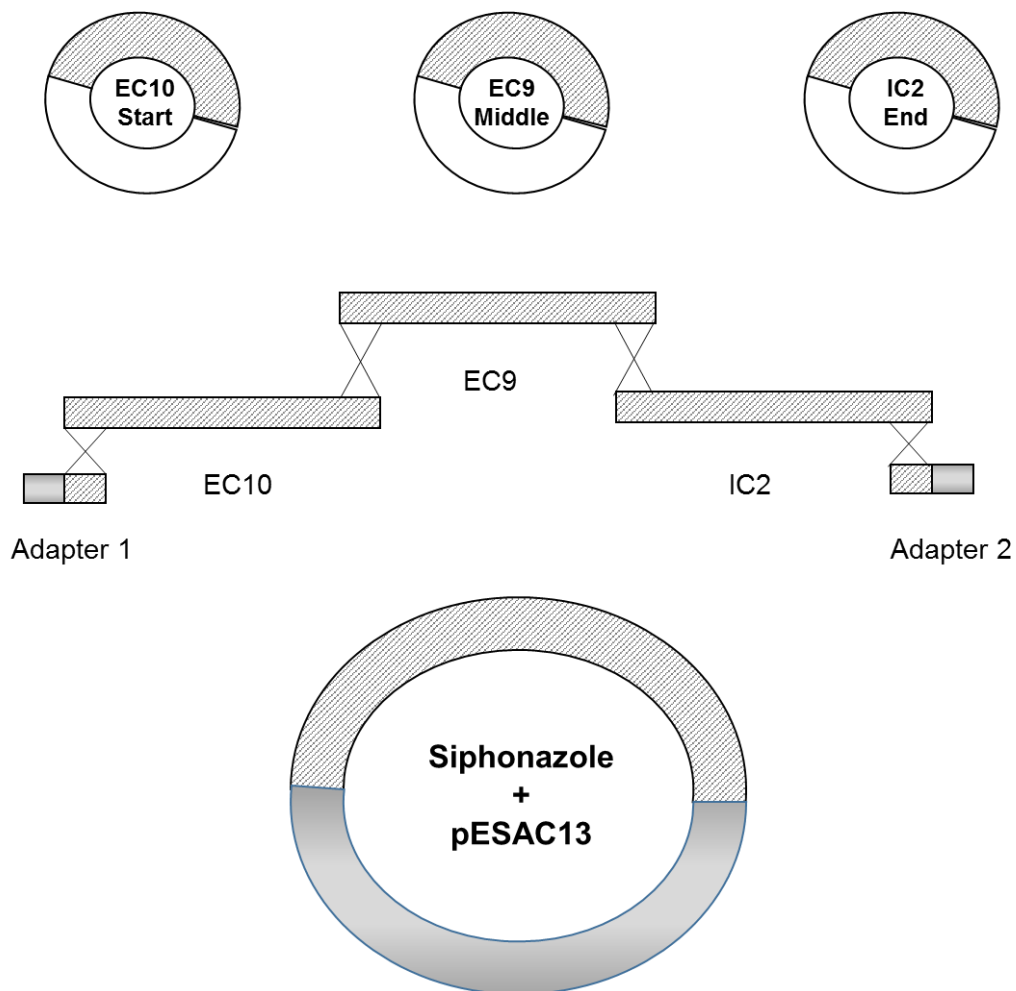 EC10
Start
EC9
Middle
IC2
End
EC9
EC10
IC2
Adapter 1
Adapter 2
Siphonazole
+
pESAC13